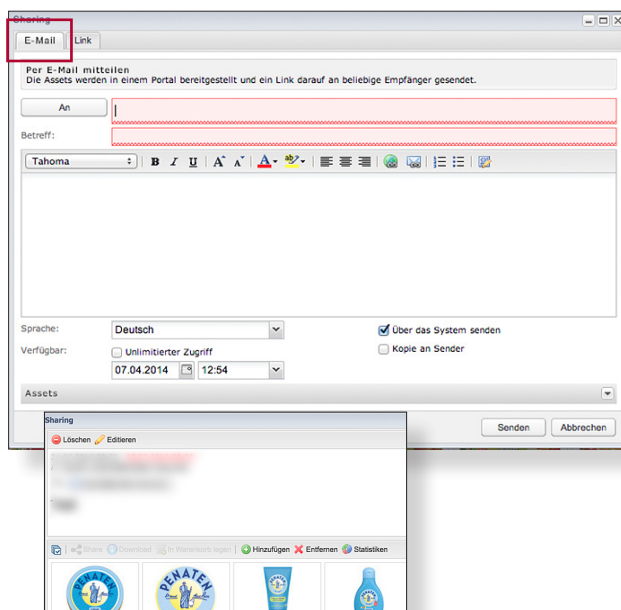 Sharing
E-Mail Link
Per E-Mail mitteilen
Die Assets werden in einem Portal bereitgestellt und ein Link darauf an beliebige Empfänger gesendet.
An
Betreff:
Tahoma B I U A A A ab
Sprache: Deutsch Über das System senden
Verfügbar: Unlimitierter Zugriff Kopie an Sender
07.04.2014 12:54
Assets
Senden Abbrechen
Sharing
Löschen Editieren
Share Download In Warenkorb legen Hinzufügen Entfernen Statistiken
PENATEN PENATEN